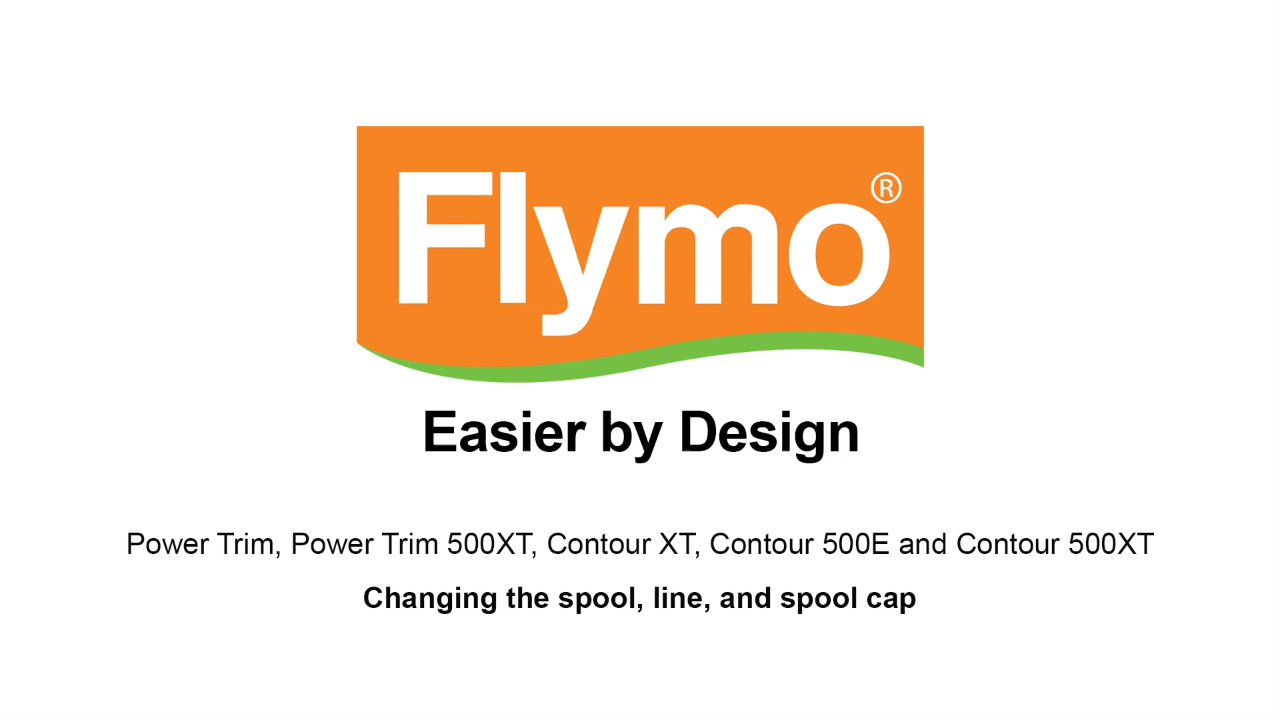 Flymo®
Easier by Design
Power Trim, Power Trim 500XT, Contour XT, Contour 500E and Contour 500XT
Changing the spool, line, and spool cap